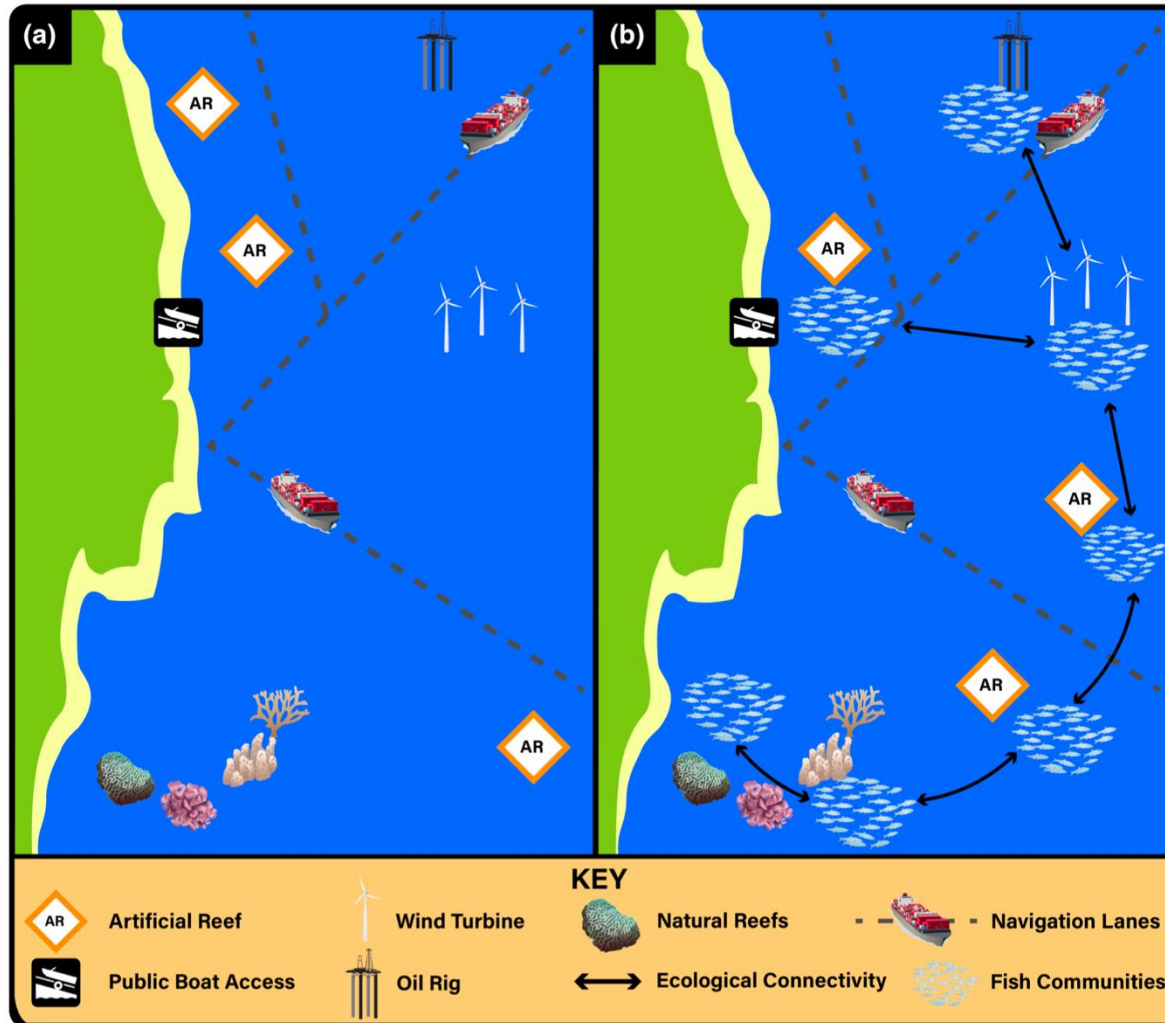 (a)
(b)
AR
AR
AR
AR
AR
AR
KEY
AR Artificial Reef
Wind Turbine
Natural Reefs
Navigation Lanes
Public Boat Access
Oil Rig
Ecological Connectivity
Fish Communities